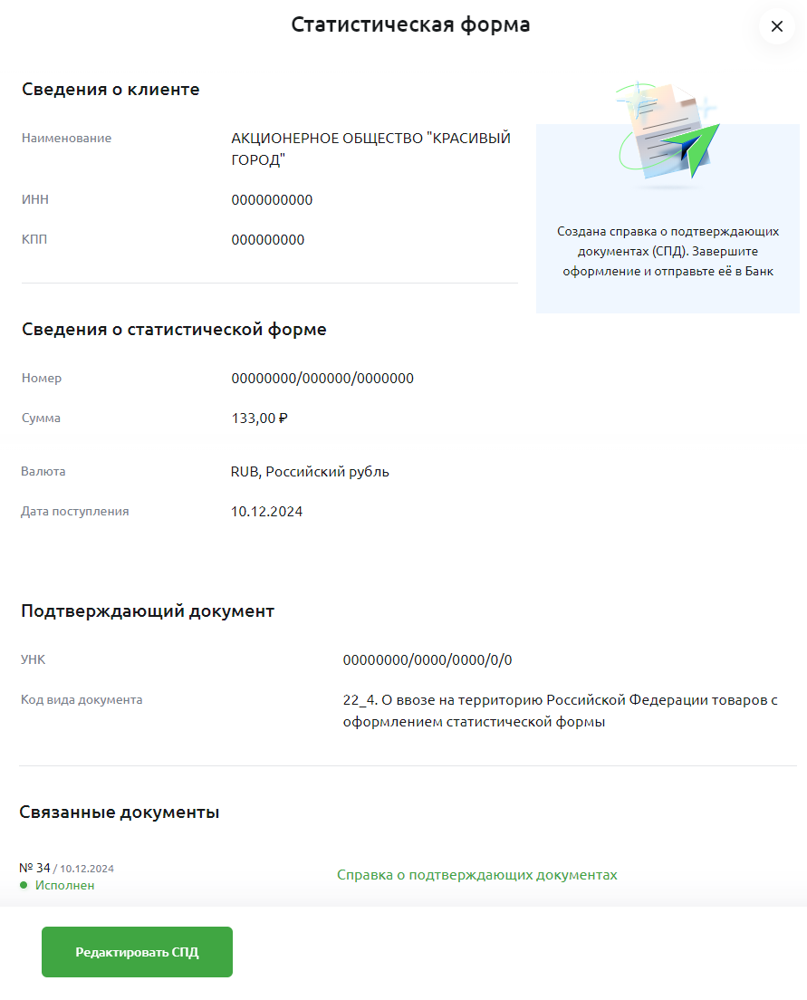 Статистическая форма
Сведения о клиенте
Наименование
АКЦИОНЕРНОЕ ОБЩЕСТВО "КРАСИВЫЙ
ГОРОД"
ИНН
0000000000
КПП
000000000
Создана справка о подтверждающих
документах (СПД). Завершите
оформление и отправьте её в Банк
Сведения о статистической форме
Номер
00000000/000000/0000000
Сумма
133,00 ₽
Валюта
RUB, Российский рубль
Дата поступления
10.12.2024
Подтверждающий документ
УНК
00000000/0000/0000/0/0
Код вида документа
22_4. О ввозе на территорию Российской Федерации товаров с
оформлением статистической формы
Связанные документы
№ 34 / 10.12.2024
Исполнен
Справка о подтверждающих документах
Редактировать СПД